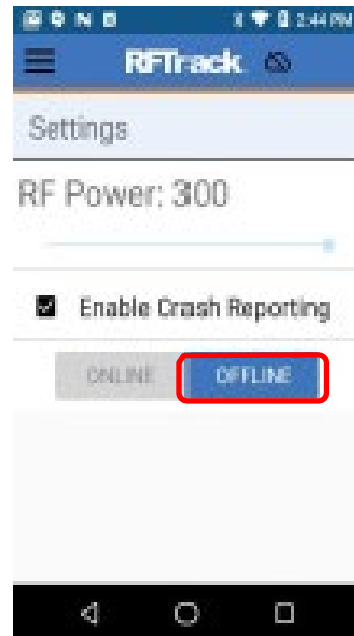 2:44 PM
RFTrack
Settings
RF Power: 300
Enable Crash Reporting
ONLINE OFFLINE